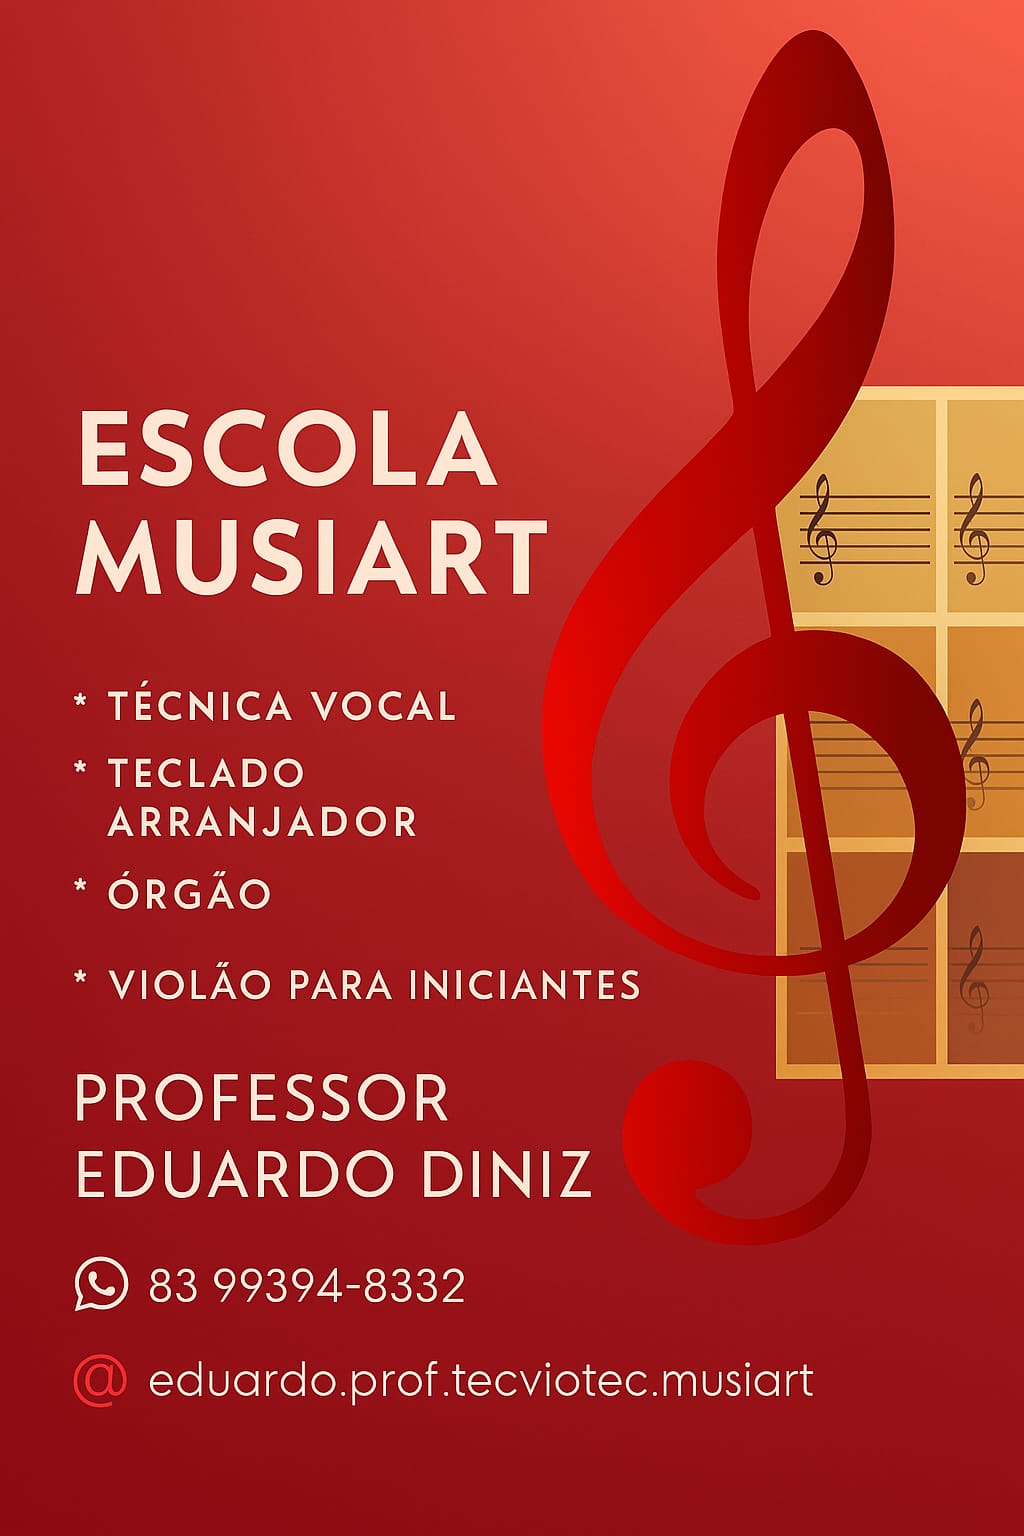 ESCOLA
MUSIART
* TÉCNICA VOCAL
* TECLADO
ARRANJADOR
* ÓRGÃO
* VIOLÃO PARA INICIANTES
PROFESSOR
EDUARDO DINIZ
83 99394-8332
@ eduardo.prof.tecviotec.musiart